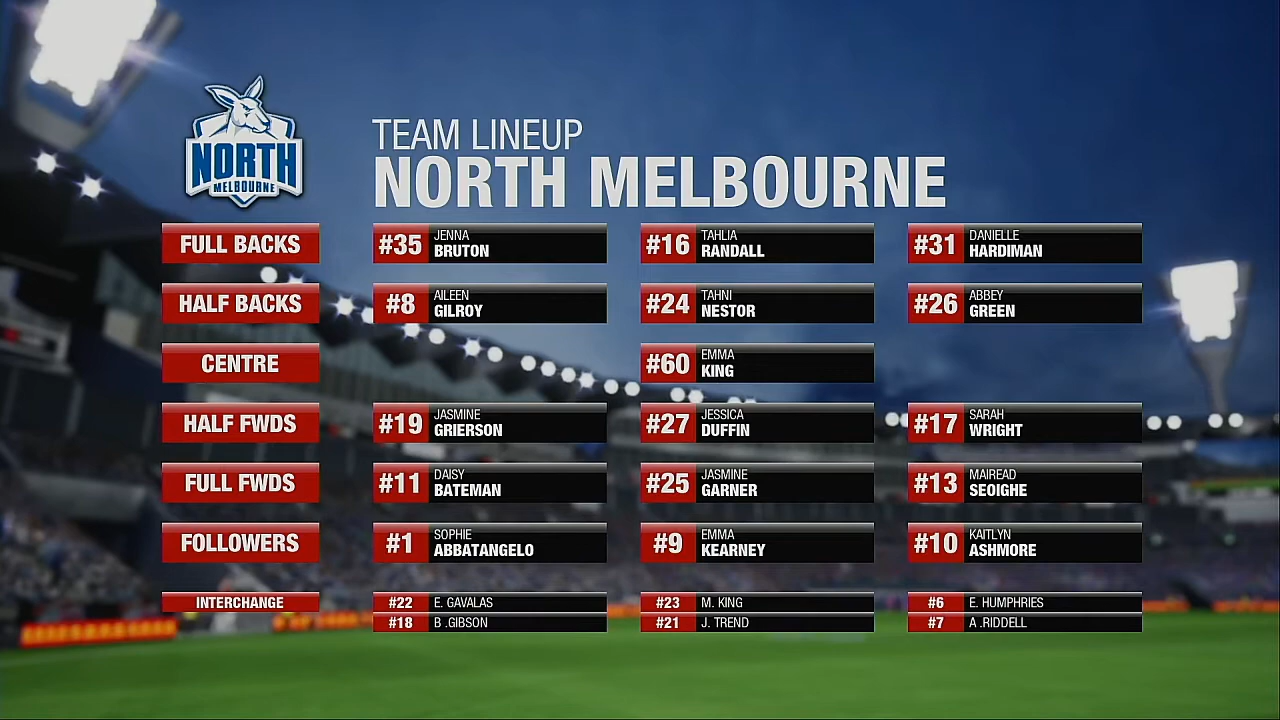 NORTH
MELBOURNE
TEAM LINEUP
NORTH MELBOURNE
FULL BACKS
#35 JENNA BRUTON
#16 TAHLIA RANDALL
#31 DANIELLE HARDIMAN
HALF BACKS
#8 AILEEN GILROY
#24 TAHNI NESTOR
#26 ABBEY GREEN
CENTRE
#60 EMMA KING
HALF FWDS
#19 JASMINE GRIERSON
#27 JESSICA DUFFIN
#17 SARAH WRIGHT
FULL FWDS
#11 DAISY BATEMAN
#25 JASMINE GARNER
#13 MAIREAD SEOIGHE
FOLLOWERS
#1 SOPHIE ABBATANGELO
#9 EMMA KEARNEY
#10 KAITLYN ASHMORE
INTERCHANGE
#22 E. GAVALAS
#23 M. KING
#6 E. HUMPHRIES
#18 B .GIBSON
#21 J. TREND
#7 A .RIDDELL